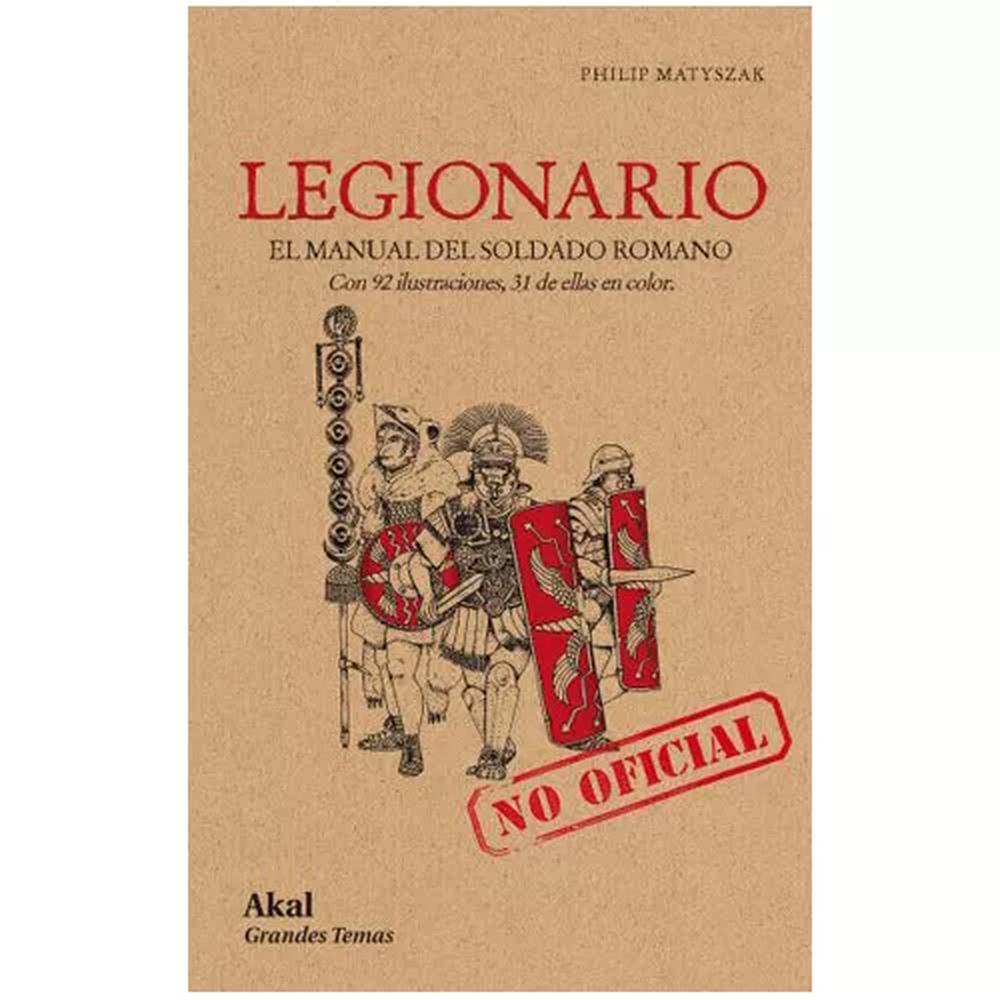 PHILIP MATYSZAK
LEGIONARIO
EL MANUAL DEL SOLDADO ROMANO
Con 92 ilustraciones, 31 de ellas en color.
NO OFICIAL
Akal
Grandes Temas